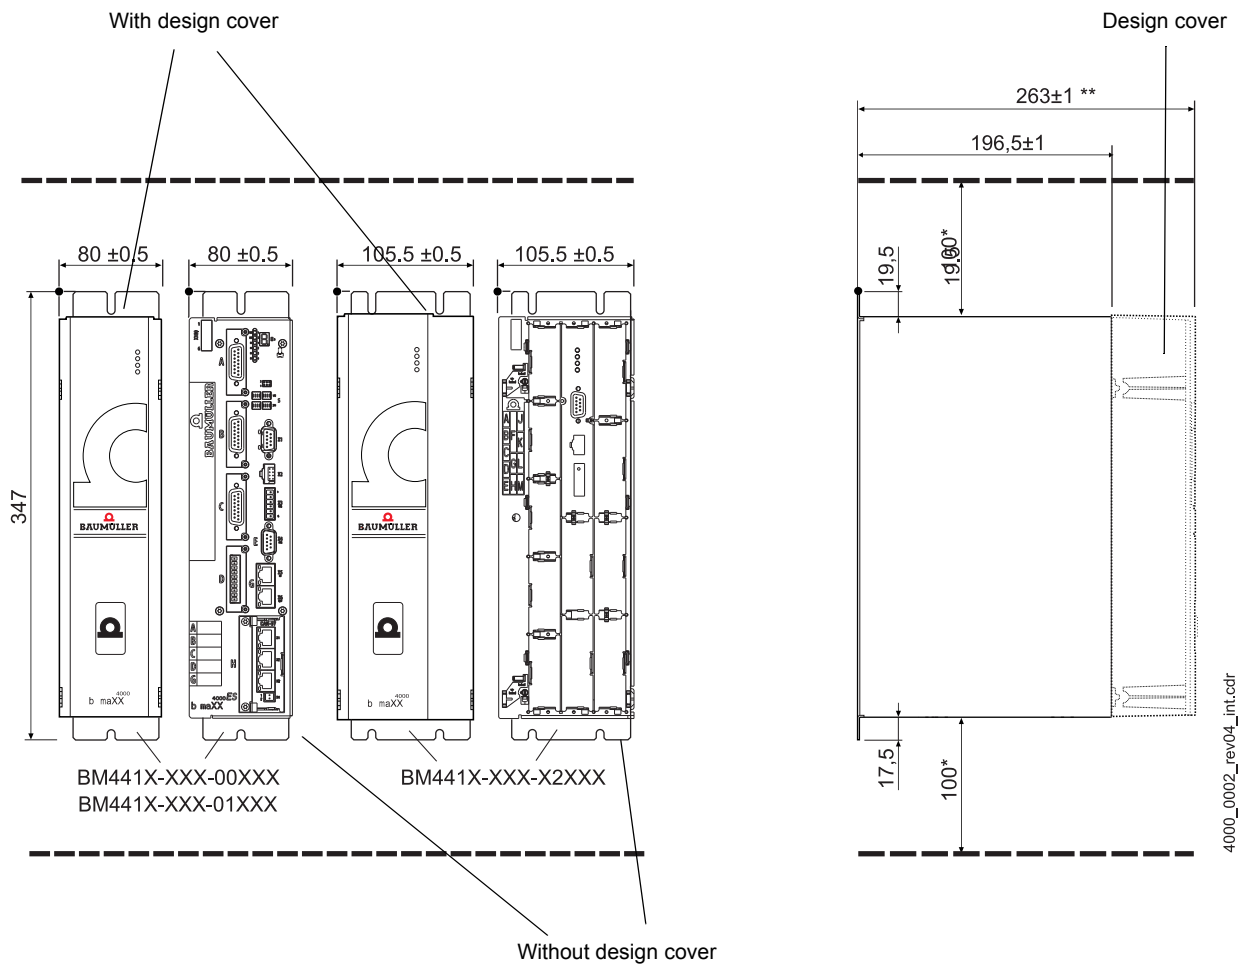 With design cover
Design cover
263±1 **
196,5±1
80 ±0.5
80 ±0.5
105.5 ±0.5
105.5 ±0.5
19,5
100*
347
A
B
C
D
E
G
H
A
B
C
D
G
BAUMÜLLER
BAUMÜLLER
BAUMÜLLER
A J
B F K
C
D G L
E H M
4000
b maXX
4000 ES
b maXX
4000
b maXX
BM441X-XXX-00XXX
BM441X-XXX-01XXX
BM441X-XXX-X2XXX
17,5
100*
4000_0002_rev04_int.cdr
Without design cover